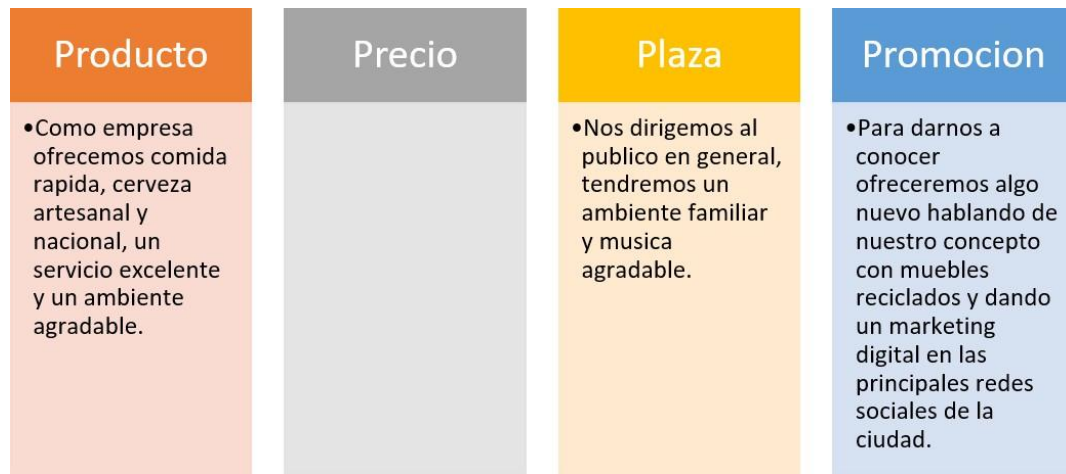 Producto
•Como empresa
ofrecemos comida
rapida, cerveza
artesanal y
nacional, un
servicio excelente
y un ambiente
agradable.
Precio
Plaza
•Nos dirigemos al
publico en general,
tendremos un
ambiente familiar
y musica
agradable.
Promocion
•Para darnos a
conocer
ofreceremos algo
nuevo hablando de
nuestro concepto
con muebles
reciclados y dando
un marketing
digital en las
principales redes
sociales de la
ciudad.